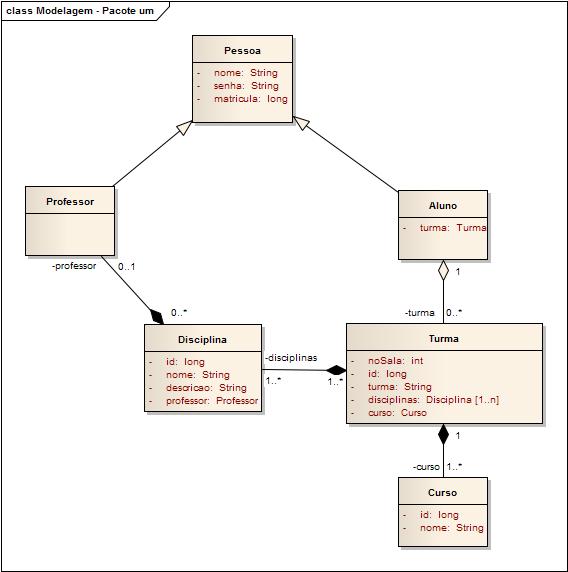 class Modelagem - Pacote um
Pessoa
- nome: String
- senha: String
- matricula: long
Professor
Aluno
- turma: Turma
-professor 0..1
1
0..*
-turma 0..*
Disciplina
- id: long
- nome: String
- descricao: String
- professor: Professor
-disciplinas
1..*
1..*
Turma
- noSala: int
- id: long
- turma: String
- disciplinas: Disciplina [1..n]
- curso: Curso
1
-curso 1..*
Curso
- id: long
- nome: String